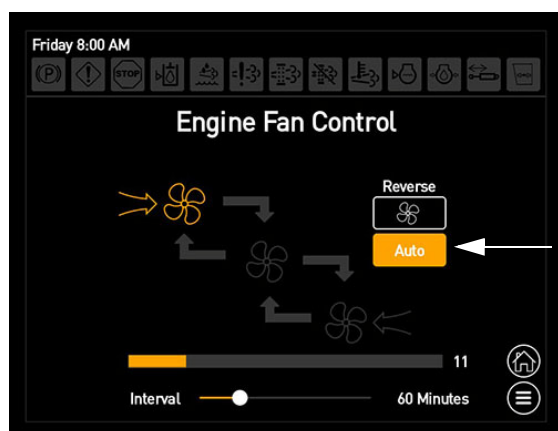 Friday 8:00 AM
(P)
STOP
Engine Fan Control
Reverse
Auto
11
Interval
60 Minutes